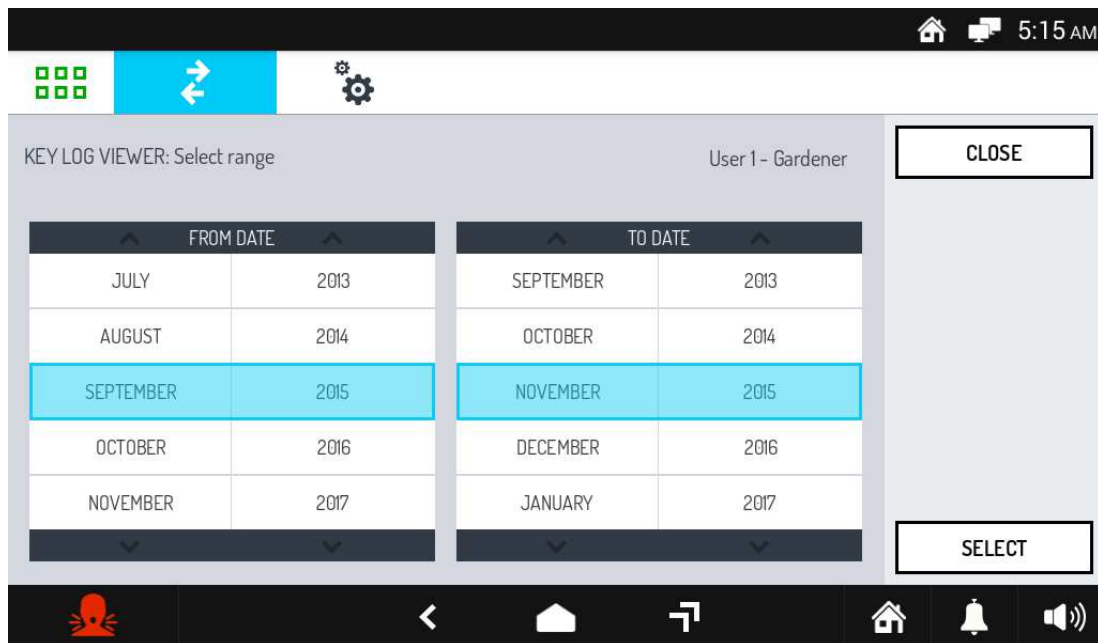 5:15 AM
KEY LOG VIEWER: Select range
User 1 - Gardener
CLOSE
FROM DATE
TO DATE
JULY 2013 SEPTEMBER 2013
AUGUST 2014 OCTOBER 2014
SEPTEMBER 2015 NOVEMBER 2015
OCTOBER 2016 DECEMBER 2016
NOVEMBER 2017 JANUARY 2017
SELECT